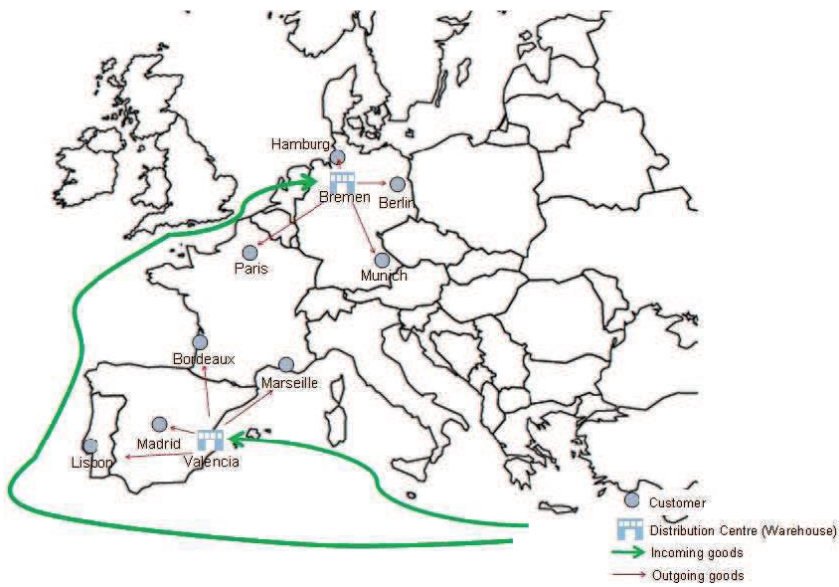 Hamburg
Bremen
Berlin
Paris
Munich
Bordeaux
Marseille
Madrid
Lisbon
Valencia
Customer
Distribution Centre (Warehouse)
Incoming goods
Outgoing goods